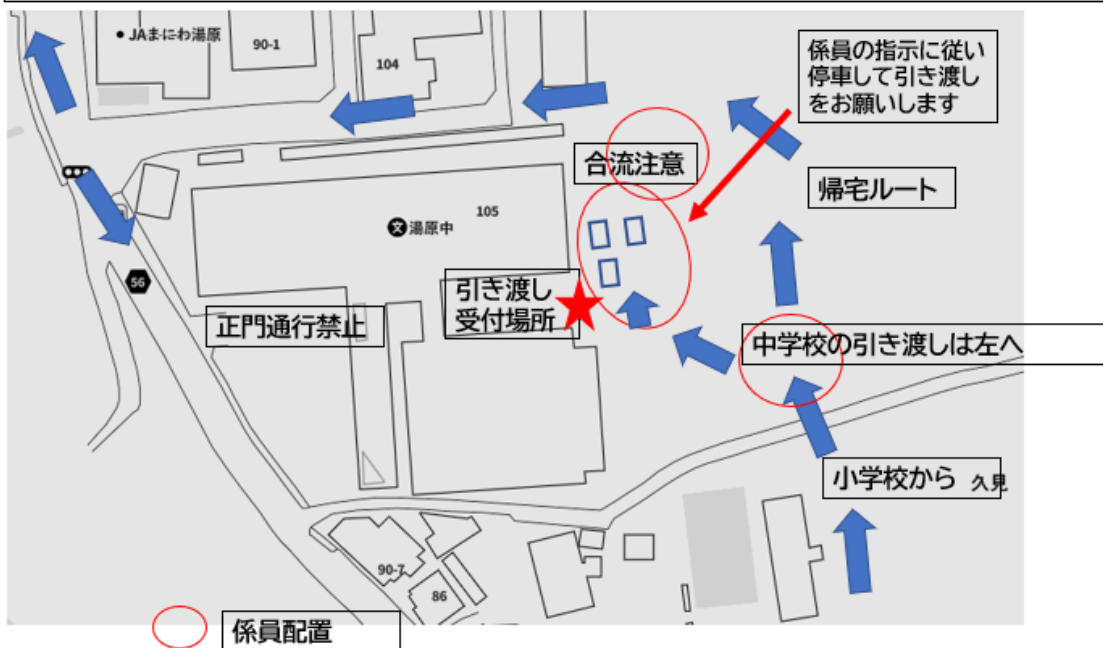 JAまにわ湯原
90-1
104
係員の指示に従い
停車して引き渡し
をお願いします
合流注意
帰宅ルート
105
文
湯原中
56
引き渡し
受付場所
正門通行禁止
中学校の引き渡しは左へ
小学校から
久見
90-7
86
係員配置